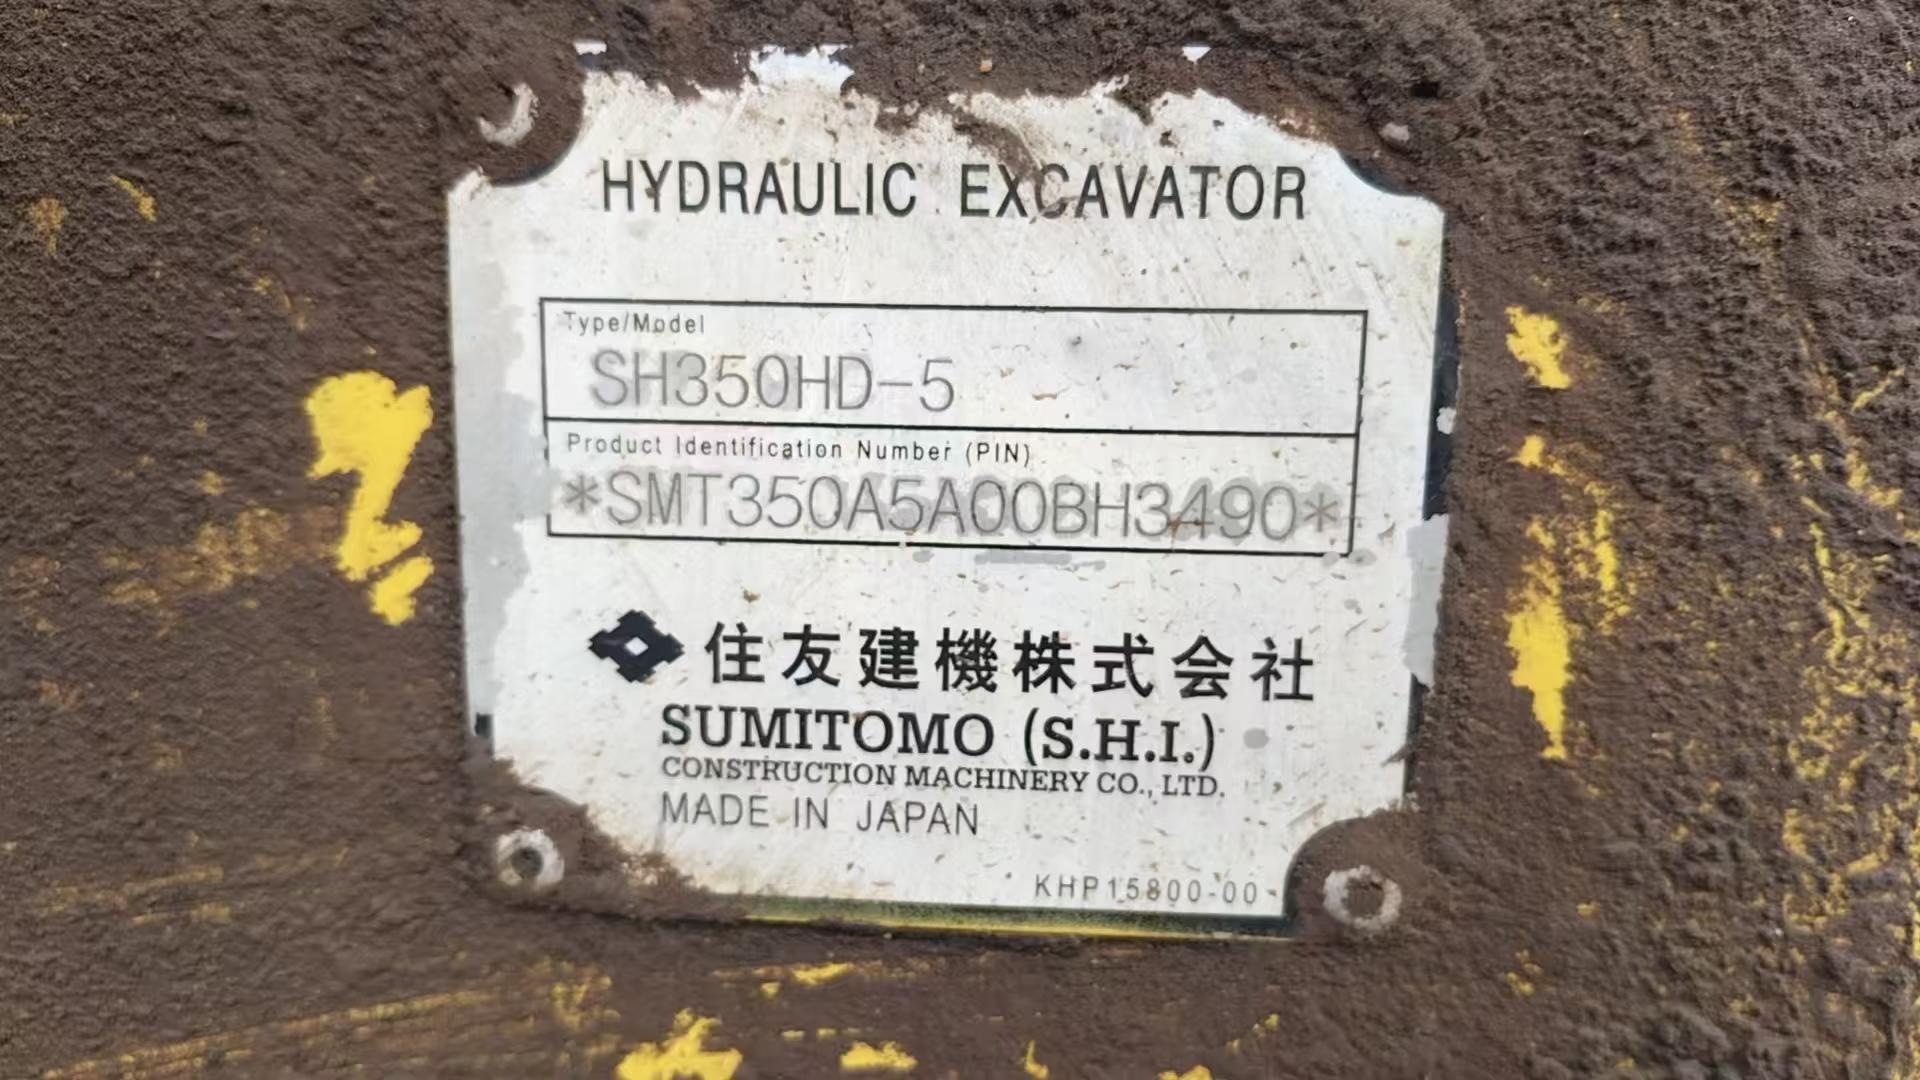 HYDRAULIC EXCAVATOR
Type/Model
SH350HD-5
Product Identification Number (PIN)
*SMT350A5A00BH3490*
住友建機株式会社
SUMITOMO (S.H.I.)
CONSTRUCTION MACHINERY CO., LTD.
MADE IN JAPAN
KHP15800-00